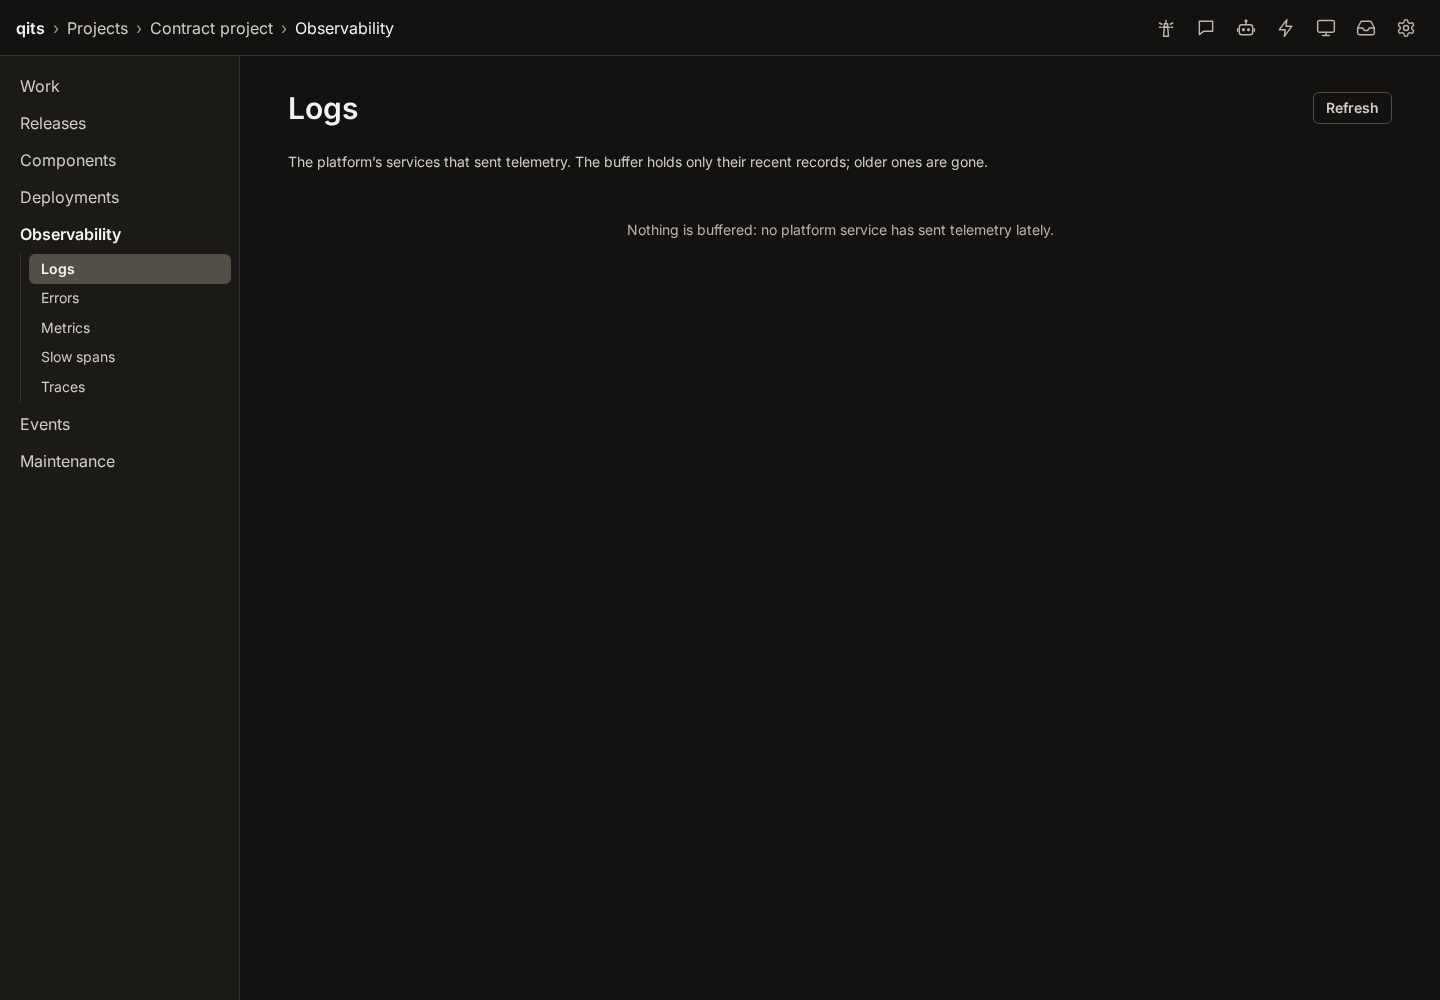 qits › Projects › Contract project › Observability
Work
Releases
Components
Deployments
Observability
Logs
Errors
Metrics
Slow spans
Traces
Events
Maintenance
Logs
Refresh
The platform’s services that sent telemetry. The buffer holds only their recent records; older ones are gone.
Nothing is buffered: no platform service has sent telemetry lately.